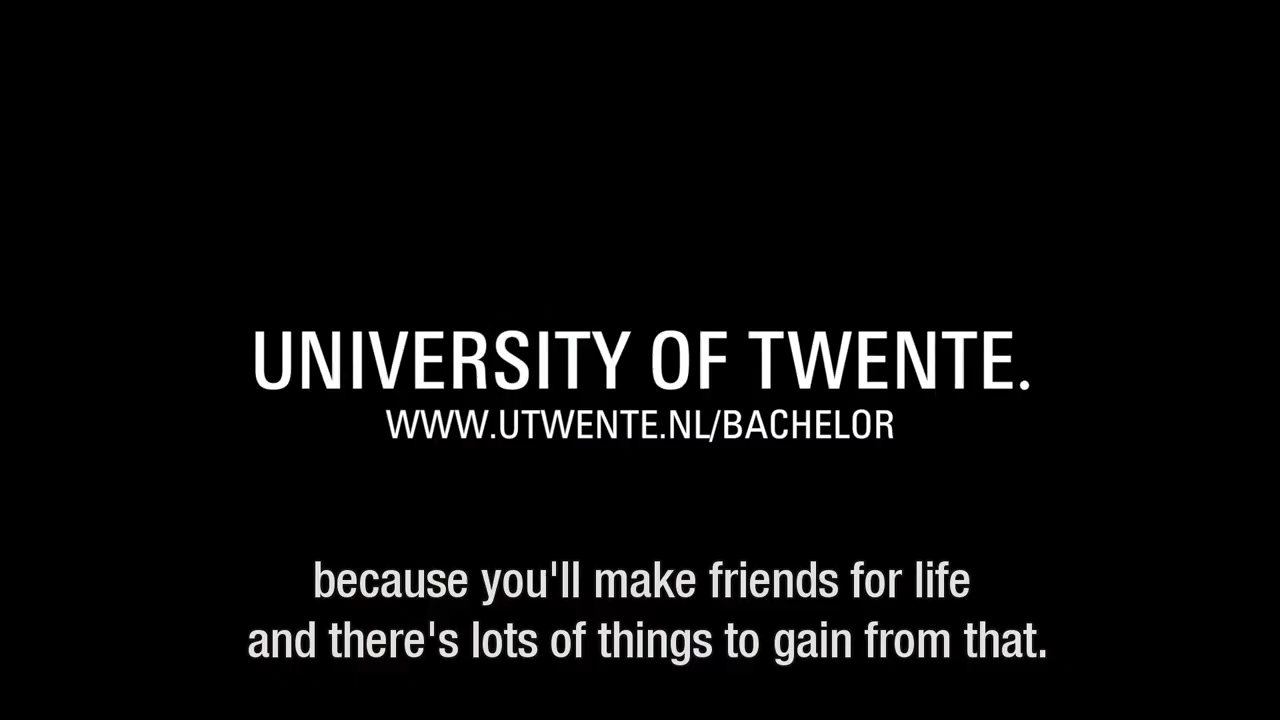 UNIVERSITY OF TWENTE.
WWW.UTWENTE.NL/BACHELOR
because you'll make friends for life
and there's lots of things to gain from that.